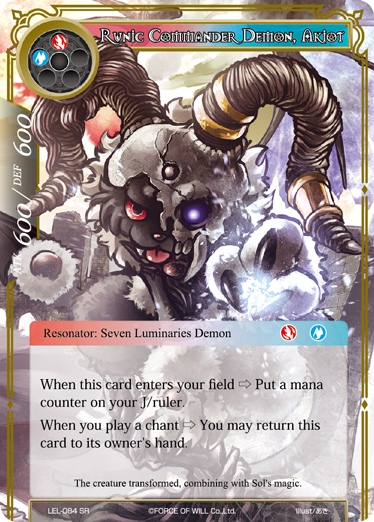 Runic Commander Demon, Akiot
ATK 600/DEF 600
Resonator: Seven Luminaries Demon
When this card enters your field ⇨ Put a mana
counter on your J/ruler.
When you play a chant ⇨ You may return this
card to its owner's hand.
The creature transformed, combining with Sol's magic.
LEL-084 SR ©FORCE OF WILL Co.,Ltd. Illust/あさ